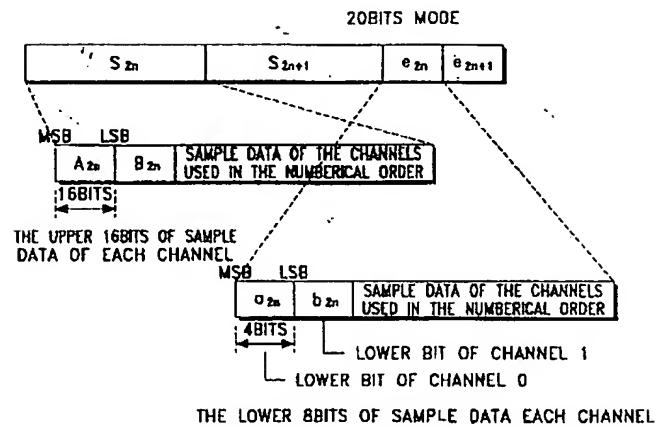 20BITS MODE
S2n S2n+1 e2n e2n+1
MSB LSB
A2n B2n SAMPLE DATA OF THE CHANNELS
USED IN THE NUMBERICAL ORDER
16BITS
THE UPPER 16BITS OF SAMPLE
DATA OF EACH CHANNEL
MSB LSB
a2n b2n SAMPLE DATA OF THE CHANNELS
USED IN THE NUMBERICAL ORDER
4BITS
LOWER BIT OF CHANNEL 1
LOWER BIT OF CHANNEL 0
THE LOWER 8BITS OF SAMPLE DATA EACH CHANNEL